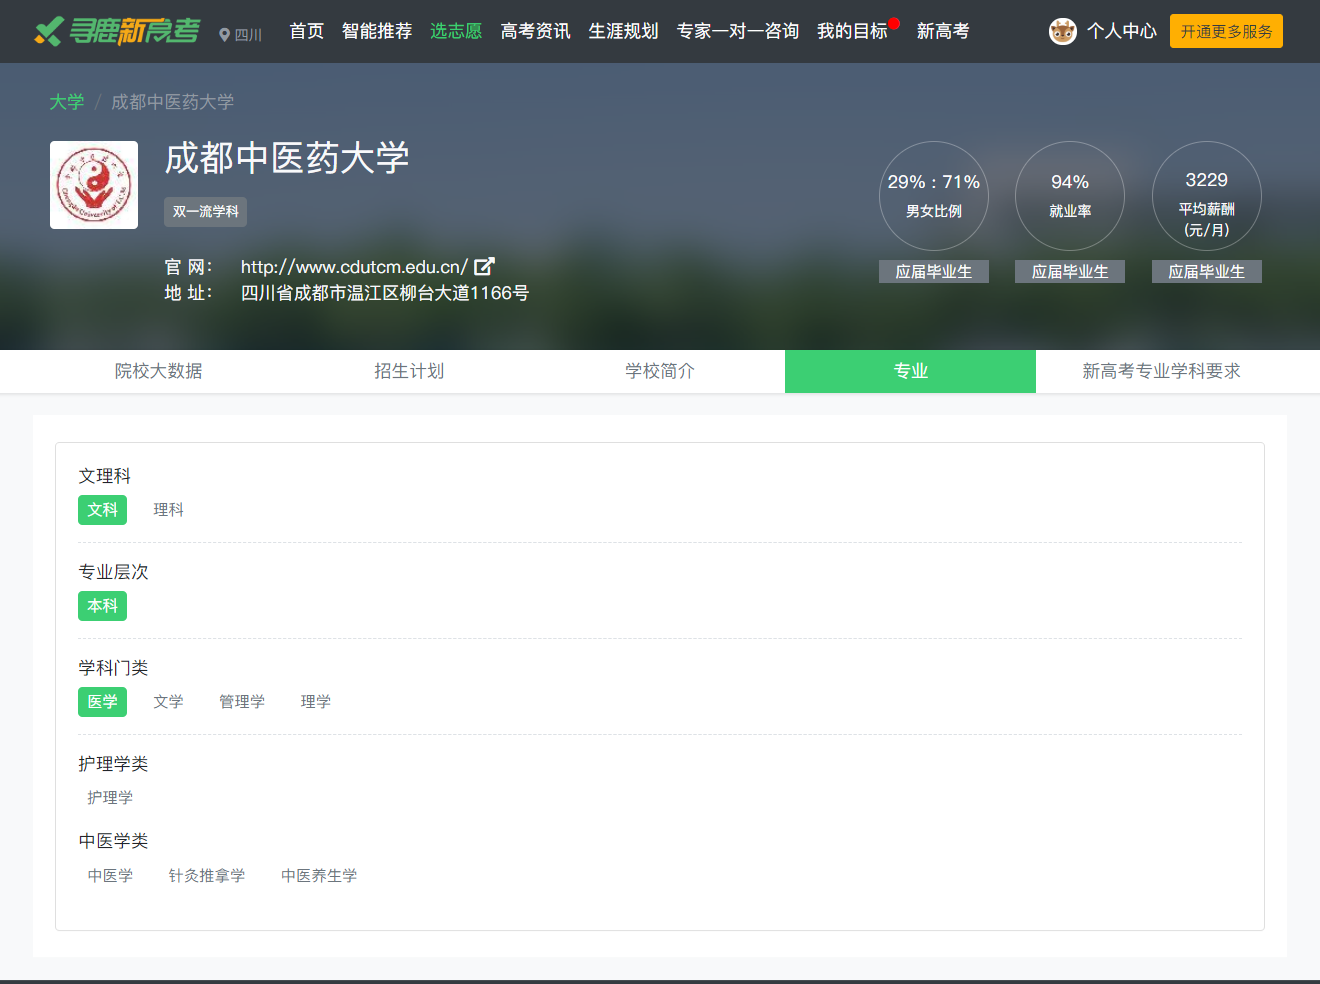 寻鹿新高考 四川 首页 智能推荐 选志愿 高考资讯 生涯规划 专家一对一咨询 我的目标 新高考 个人中心 开通更多服务
大学 / 成都中医药大学
成都中医药大学
双一流学科
官 网： http://www.cdutcm.edu.cn/
地 址： 四川省成都市温江区柳台大道1166号
29% : 71%
男女比例
应届毕业生
94%
就业率
应届毕业生
3229
平均薪酬
(元/月)
应届毕业生
院校大数据 招生计划 学校简介 专业 新高考专业学科要求
文理科
文科 理科
专业层次
本科
学科门类
医学 文学 管理学 理学
护理学类
护理学
中医学类
中医学 针灸推拿学 中医养生学